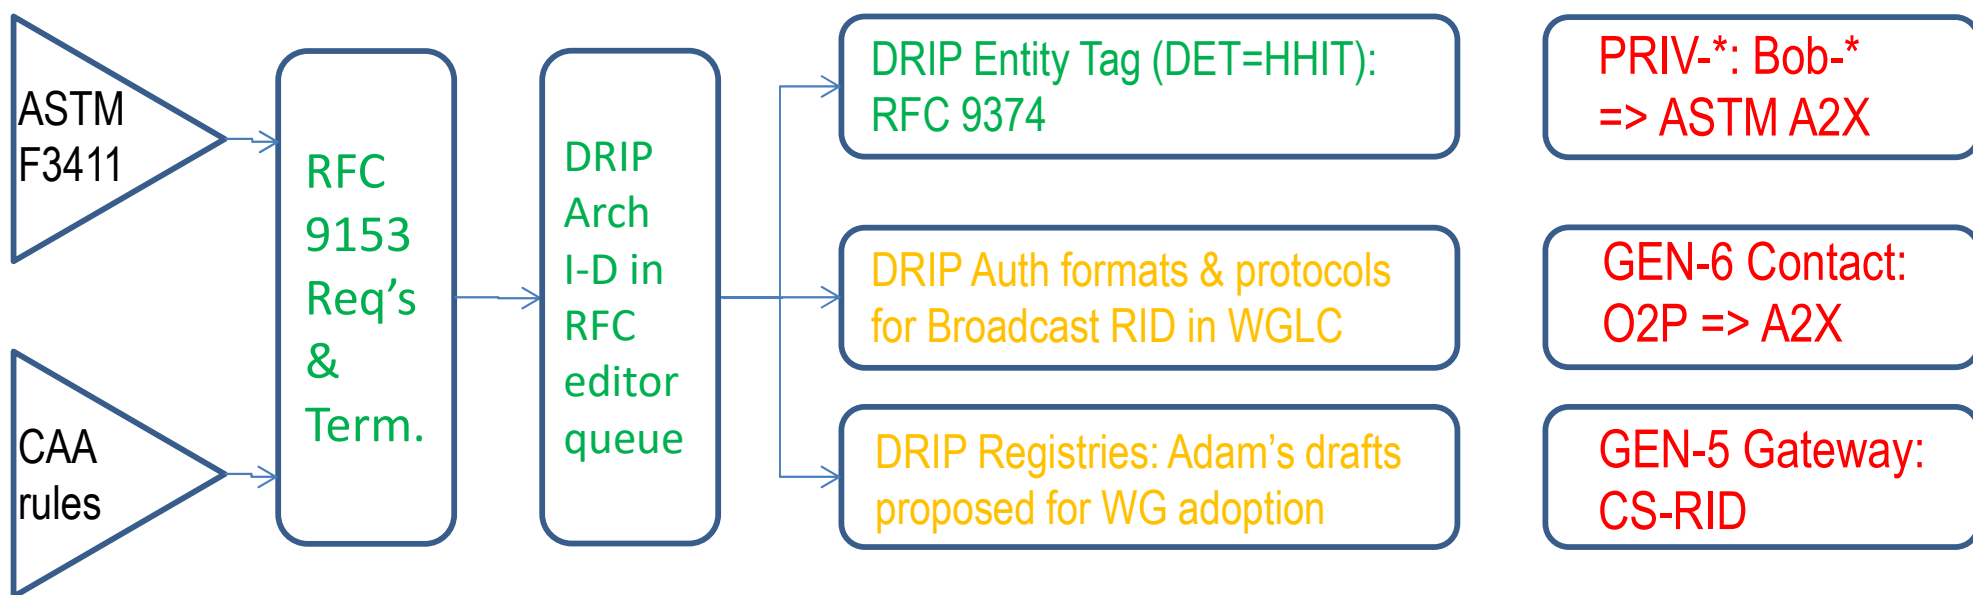 ASTM
F3411
CAA
rules
RFC
9153
Req’s
&
Term.
DRIP
Arch
I-D in
RFC
editor
queue
DRIP Entity Tag (DET=HHIT):
RFC 9374
DRIP Auth formats & protocols
for Broadcast RID in WGLC
DRIP Registries: Adam’s drafts
proposed for WG adoption
PRIV-*: Bob-*
=> ASTM A2X
GEN-6 Contact:
O2P => A2X
GEN-5 Gateway:
CS-RID